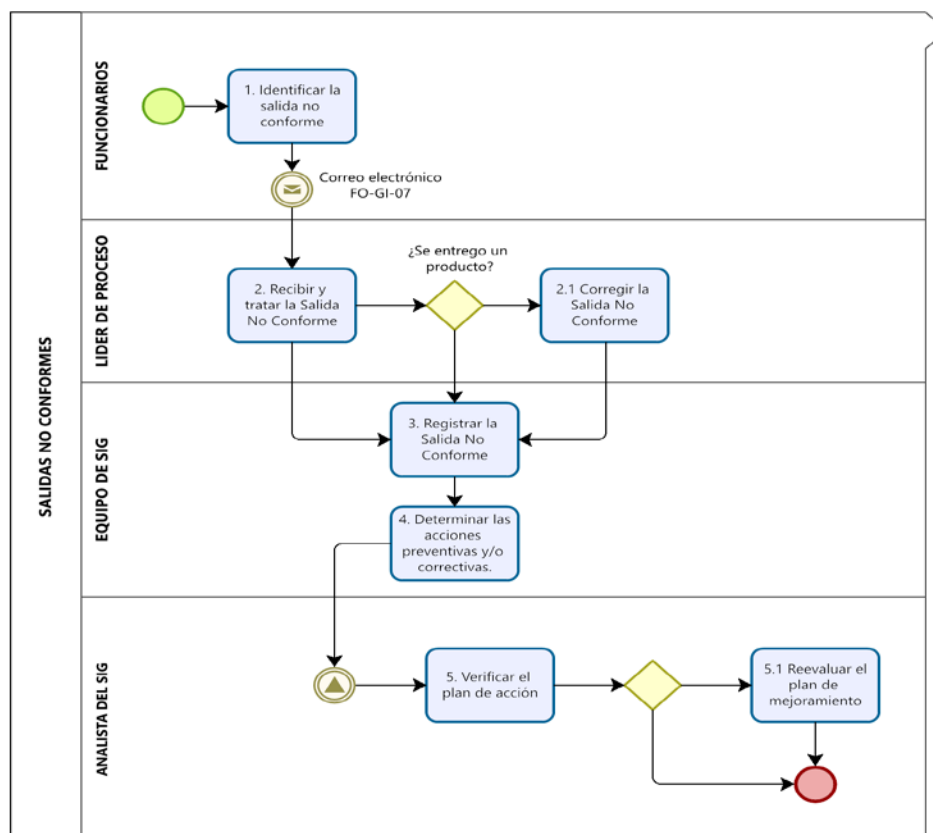 SALIDAS NO CONFORMES
FUNCIONARIOS
1. Identificar la
salida no
conforme
Correo electrónico
FO-GI-07
LIDER DE PROCESO
¿Se entrego un
producto?
2. Recibir y
tratar la Salida
No Conforme
2.1 Corregir la
Salida No
Conforme
EQUIPO DE SIG
3. Registrar la
Salida No
Conforme
4. Determinar las
acciones
preventivas y/o
correctivas.
ANALISTA DEL SIG
5. Verificar el
plan de acción
5.1 Reevaluar el
plan de
mejoramiento